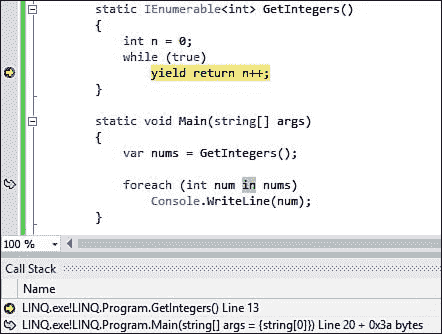 static IEnumerable<int> GetIntegers()
{
int n = 0;
while (true)
yield return n++;
}
static void Main(string[] args)
{
var nums = GetIntegers();
foreach (int num in nums)
Console.WriteLine(num);
}
100 %
Call Stack
Name
LINQ.exe!LINQ.Program.GetIntegers() Line 13
LINQ.exe!LINQ.Program.Main(string[] args = {string[0]}) Line 20 + 0x3a bytes